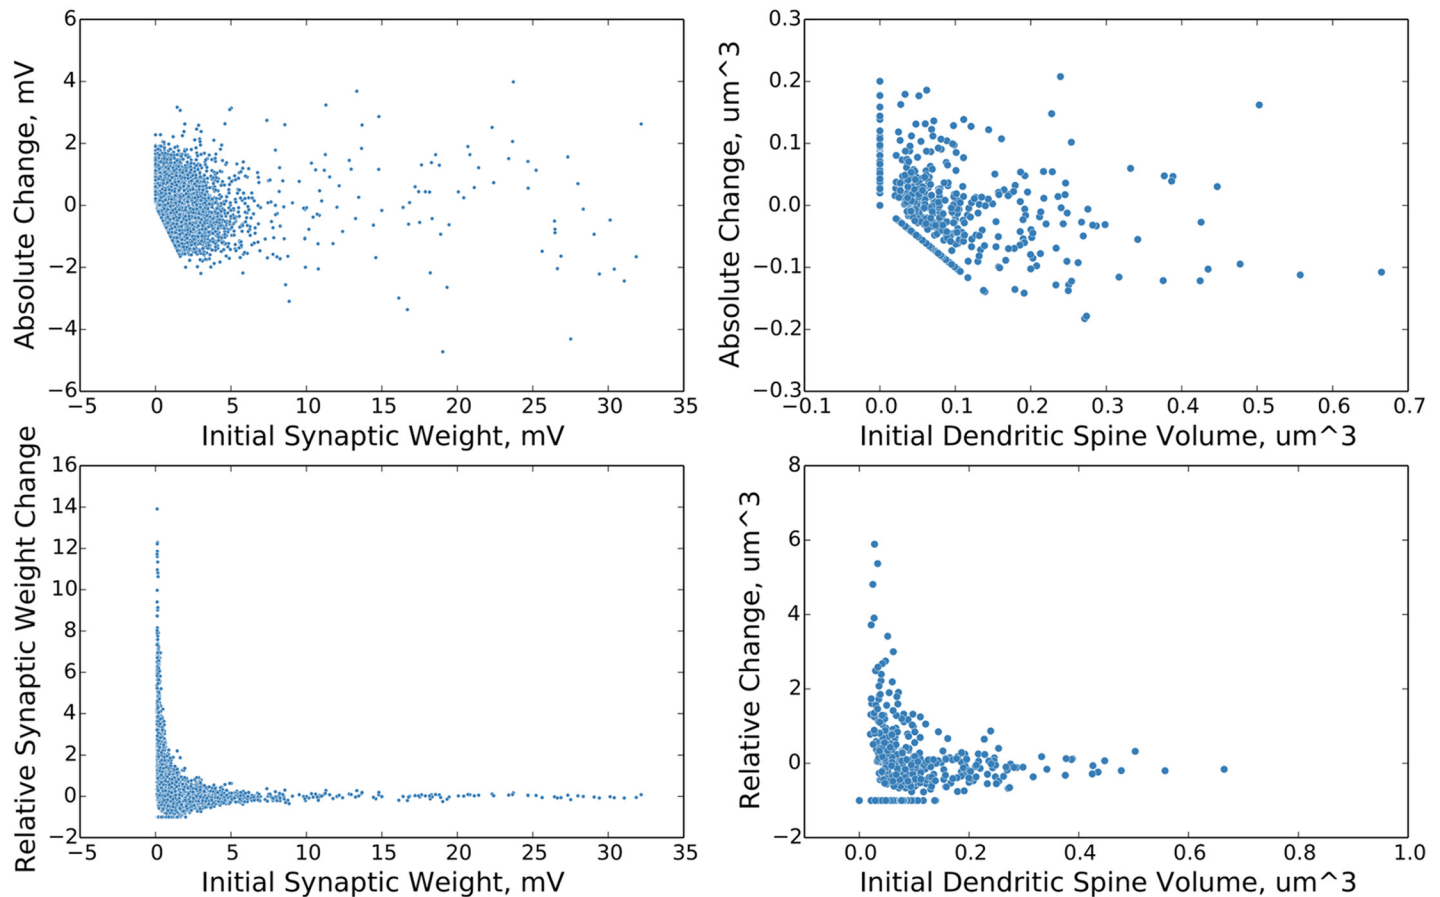 6
4
2
0
−2
−4
−6
Absolute Change, mV
−5 0 5 10 15 20 25 30 35
Initial Synaptic Weight, mV
0.3
0.2
0.1
0.0
−0.1
−0.2
−0.3
Absolute Change, um^3
−0.1 0.0 0.1 0.2 0.3 0.4 0.5 0.6 0.7
Initial Dendritic Spine Volume, um^3
16
14
12
10
8
6
4
2
0
−2
Relative Synaptic Weight Change
−5 0 5 10 15 20 25 30 35
Initial Synaptic Weight, mV
8
6
4
2
0
−2
Relative Change, um^3
0.0 0.2 0.4 0.6 0.8 1.0
Initial Dendritic Spine Volume, um^3